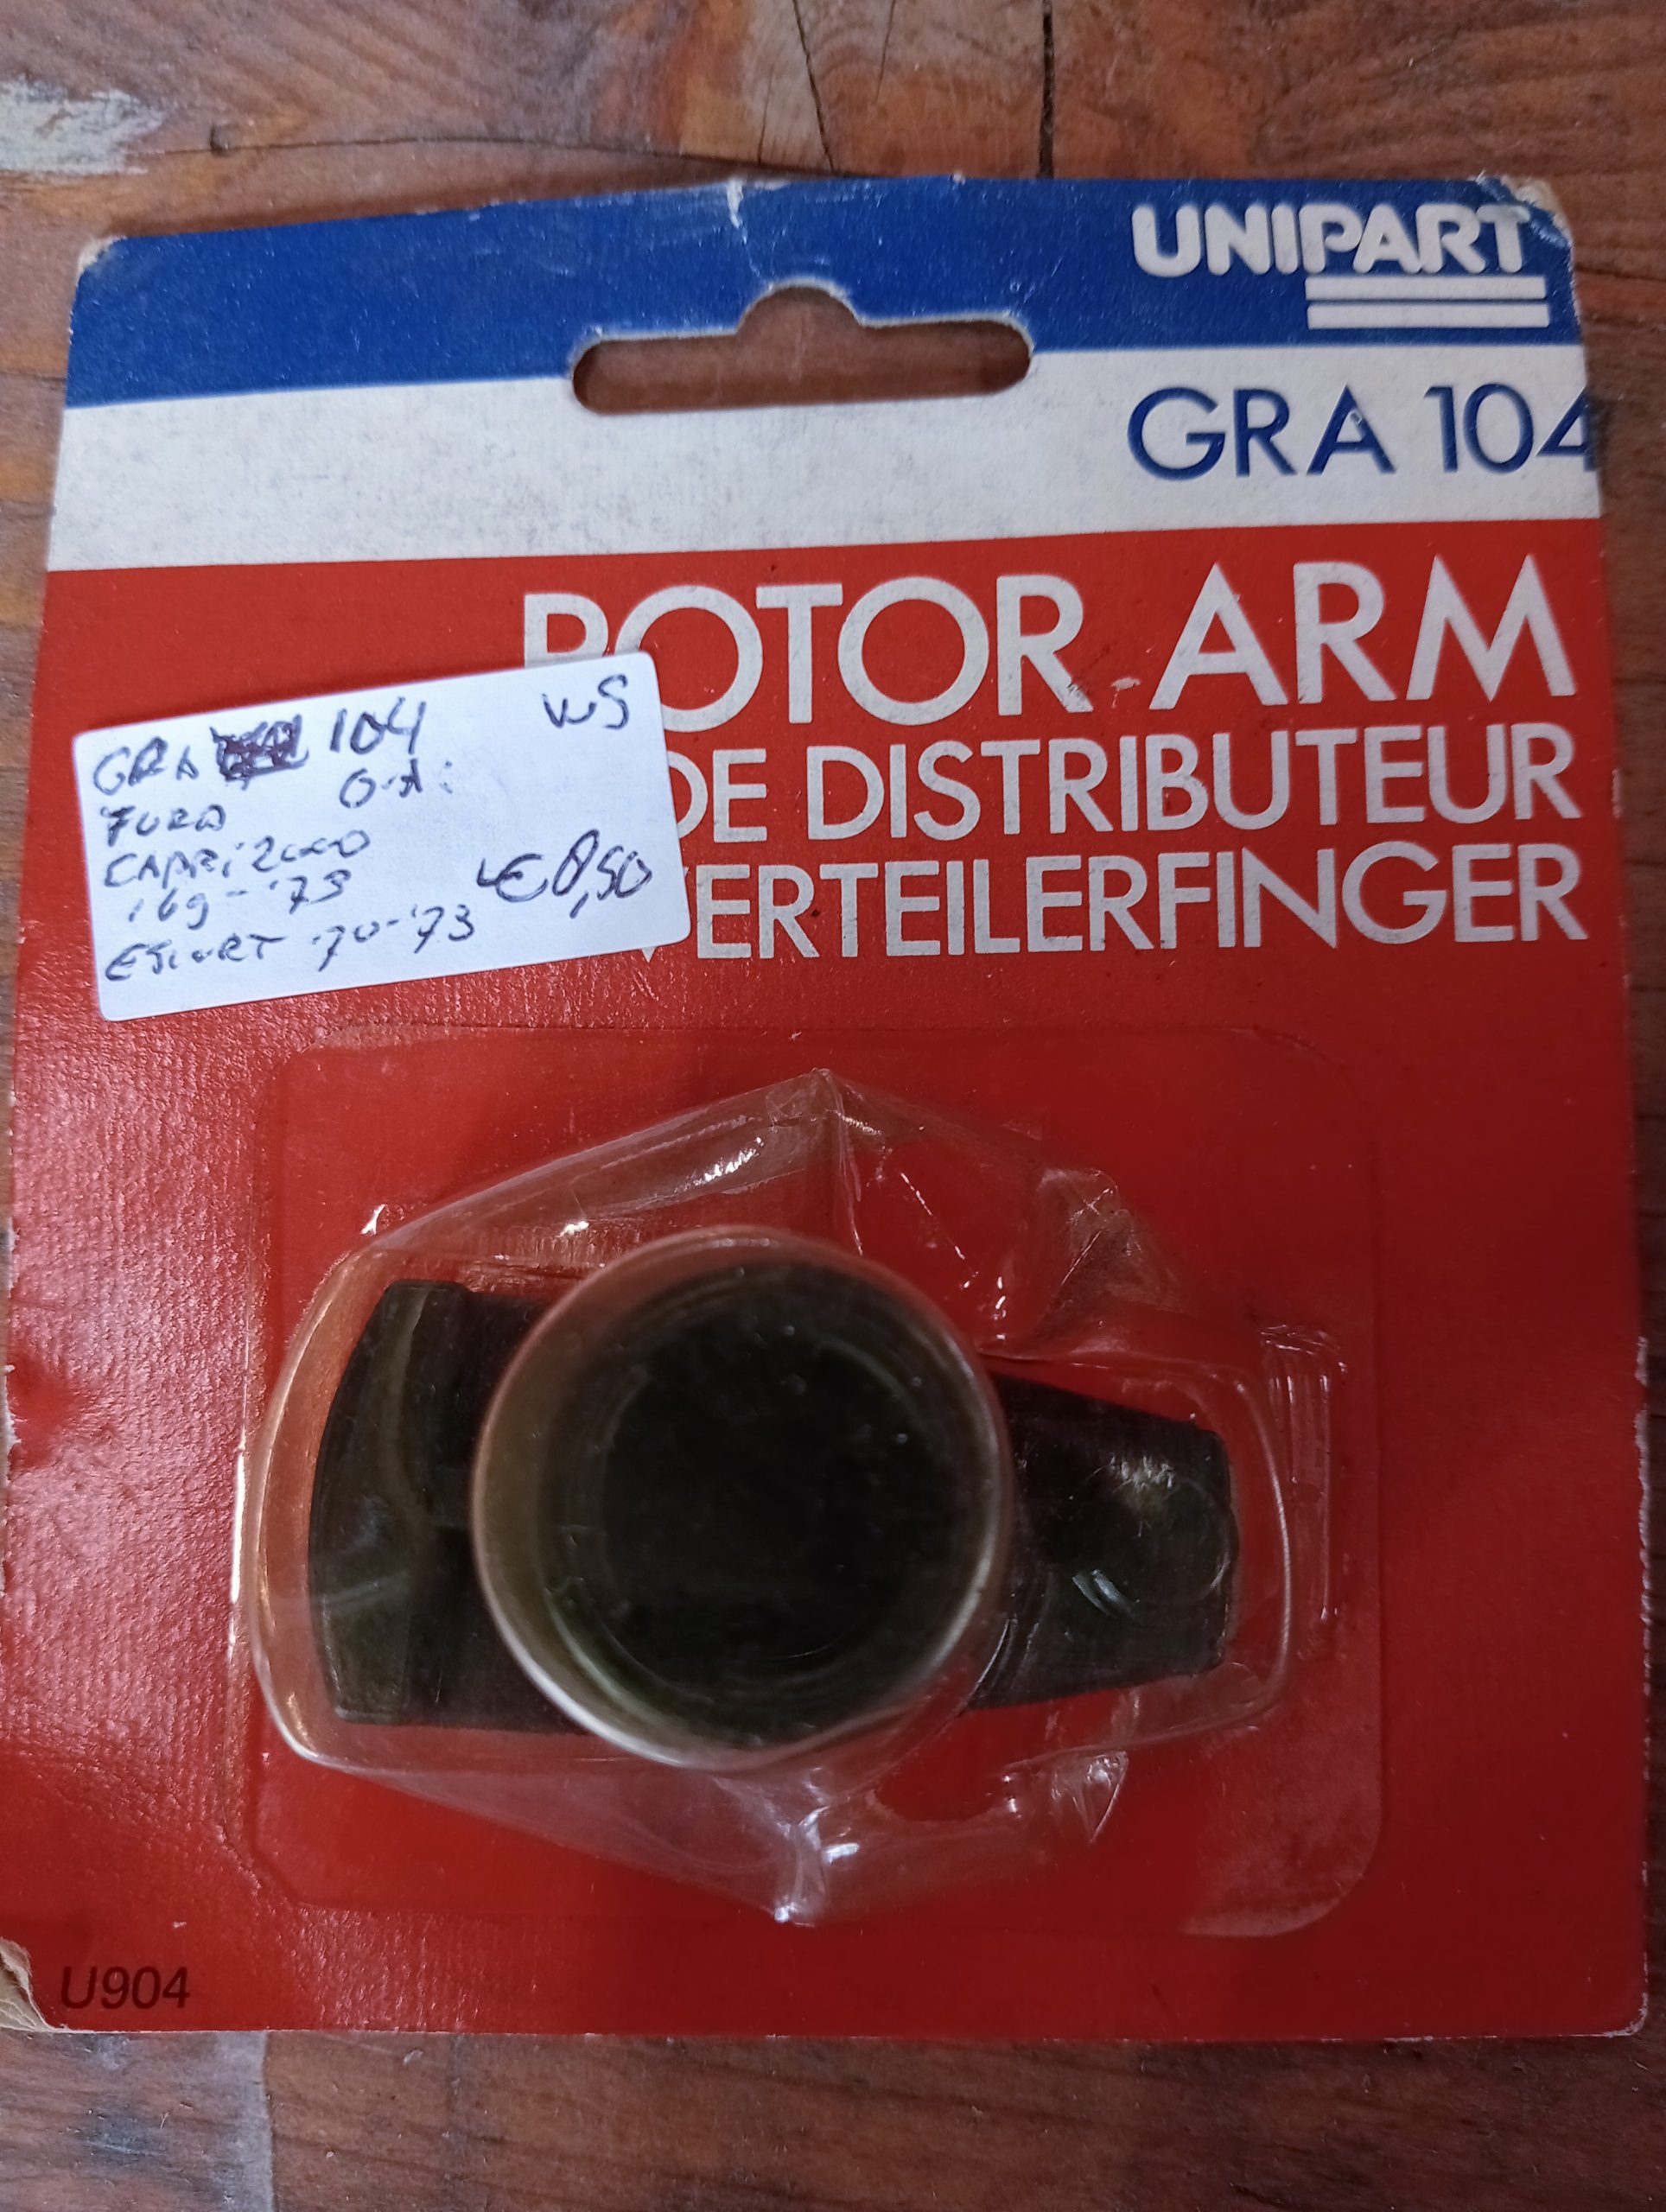 UNIPART
GRA 104
ROTOR ARM
DE DISTRIBUTEUR
VERTEILERFINGER
GRA 104 WS
O.A.
FORD
CAPRI 2000
'69-'73
€8,50
ESCORT '70-'73
U904